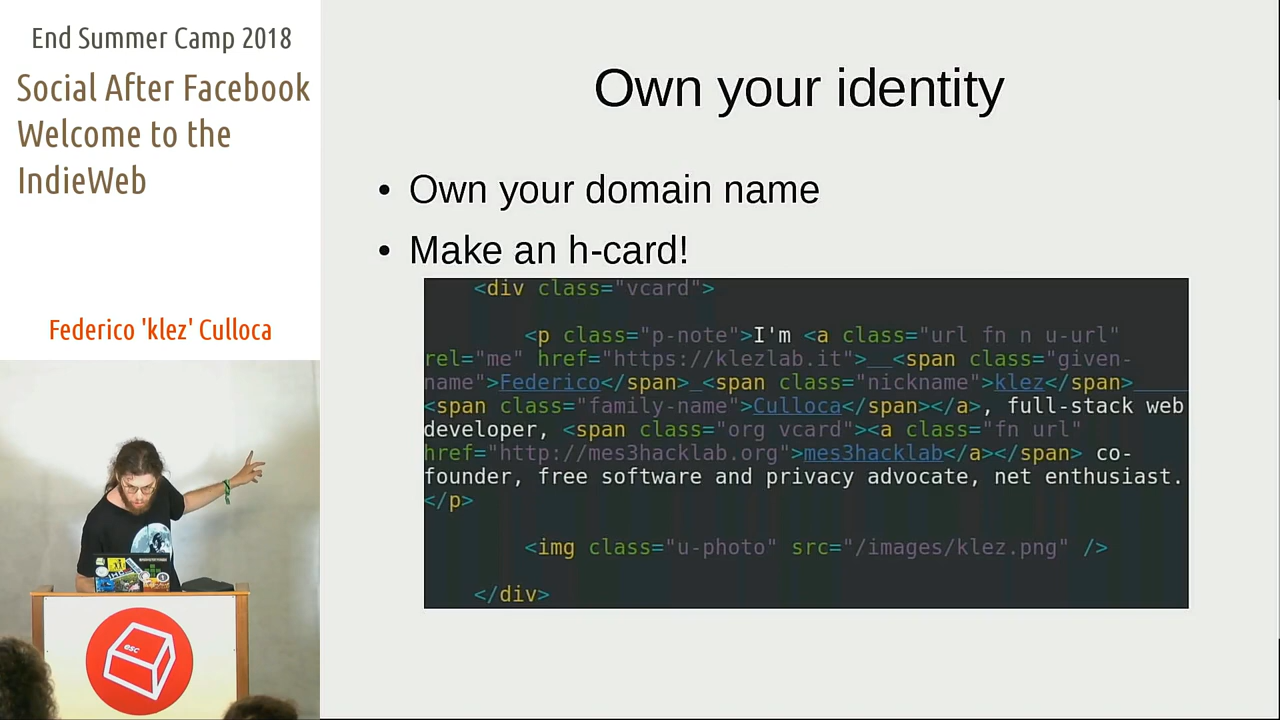 End Summer Camp 2018
Social After Facebook
Welcome to the
IndieWeb
Federico 'klez' Culloca
esc
Own your identity
• Own your domain name
• Make an h-card!
<div class="vcard">
<p class="p-note">I'm <a class="url fn n u-url"
rel="me" href="https://klezlab.it">__<span class="given-
name">Federico</span>_<span class="nickname">klez</span>____
<span class="family-name">Culloca</span></a>, full-stack web
developer, <span class="org vcard"><a class="fn url"
href="http://mes3hacklab.org">mes3hacklab</a></span> co-
founder, free software and privacy advocate, net enthusiast.
</p>
<img class="u-photo" src="/images/klez.png" />
</div>